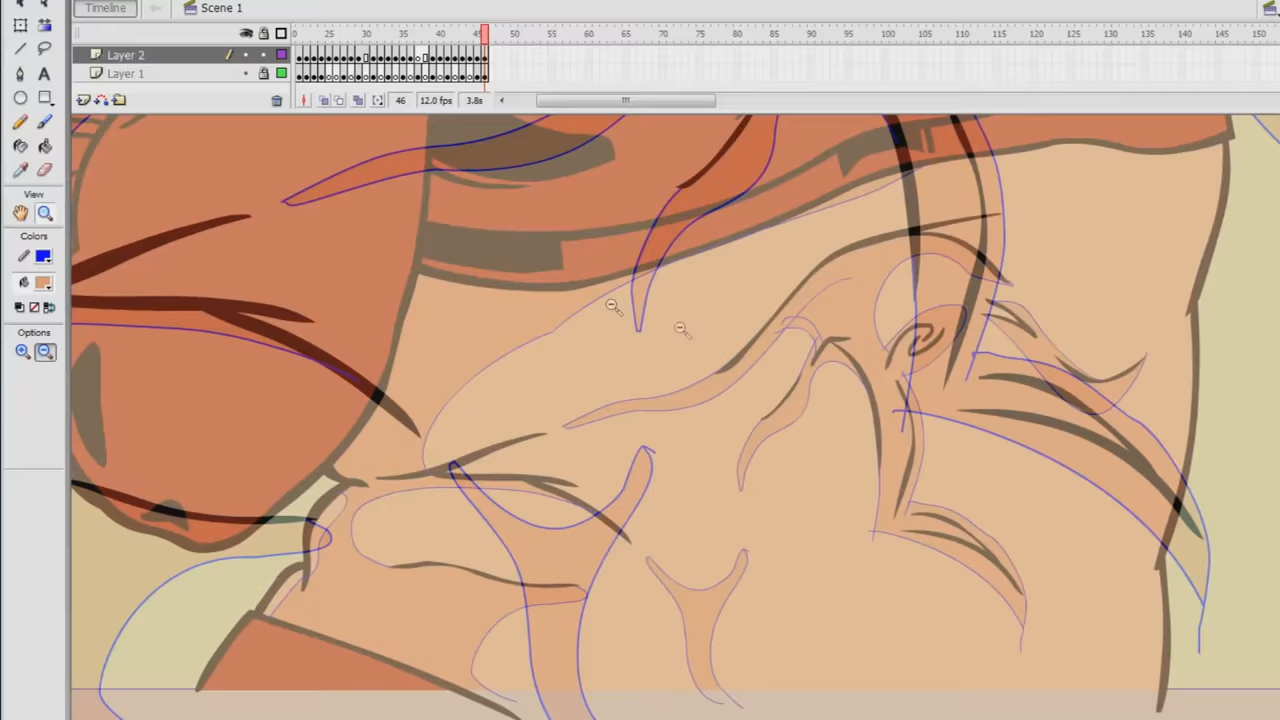 Timeline
Scene 1
0 25 30 35 40 45 50 55 60 65 70 75 80 85 90 95 100 105 110 115 120 125 130 135 140 145 150
Layer 2
Layer 1
46 12.0 fps 3.8s
A
View
Colors
Options